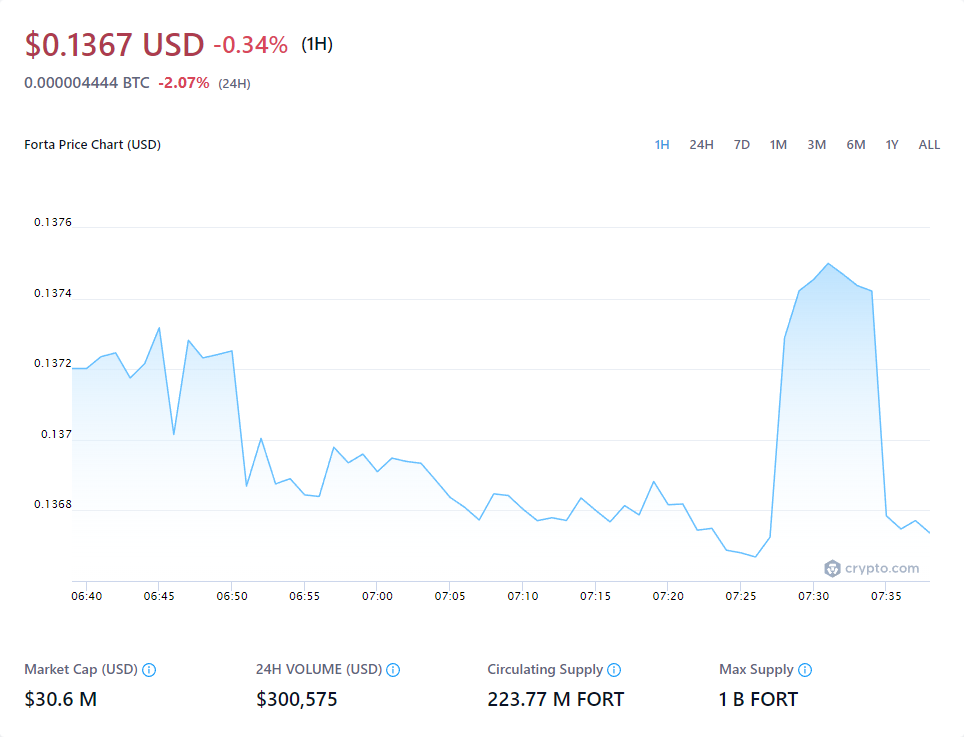 $0.1367 USD -0.34% (1H)
0.000004444 BTC -2.07% (24H)
Forta Price Chart (USD) 1H 24H 7D 1M 3M 6M 1Y ALL
0.1376
0.1374
0.1372
0.137
0.1368
crypto.com
06:40 06:45 06:50 06:55 07:00 07:05 07:10 07:15 07:20 07:25 07:30 07:35
Market Cap (USD) 24H VOLUME (USD) Circulating Supply Max Supply
$30.6 M $300,575 223.77 M FORT 1 B FORT